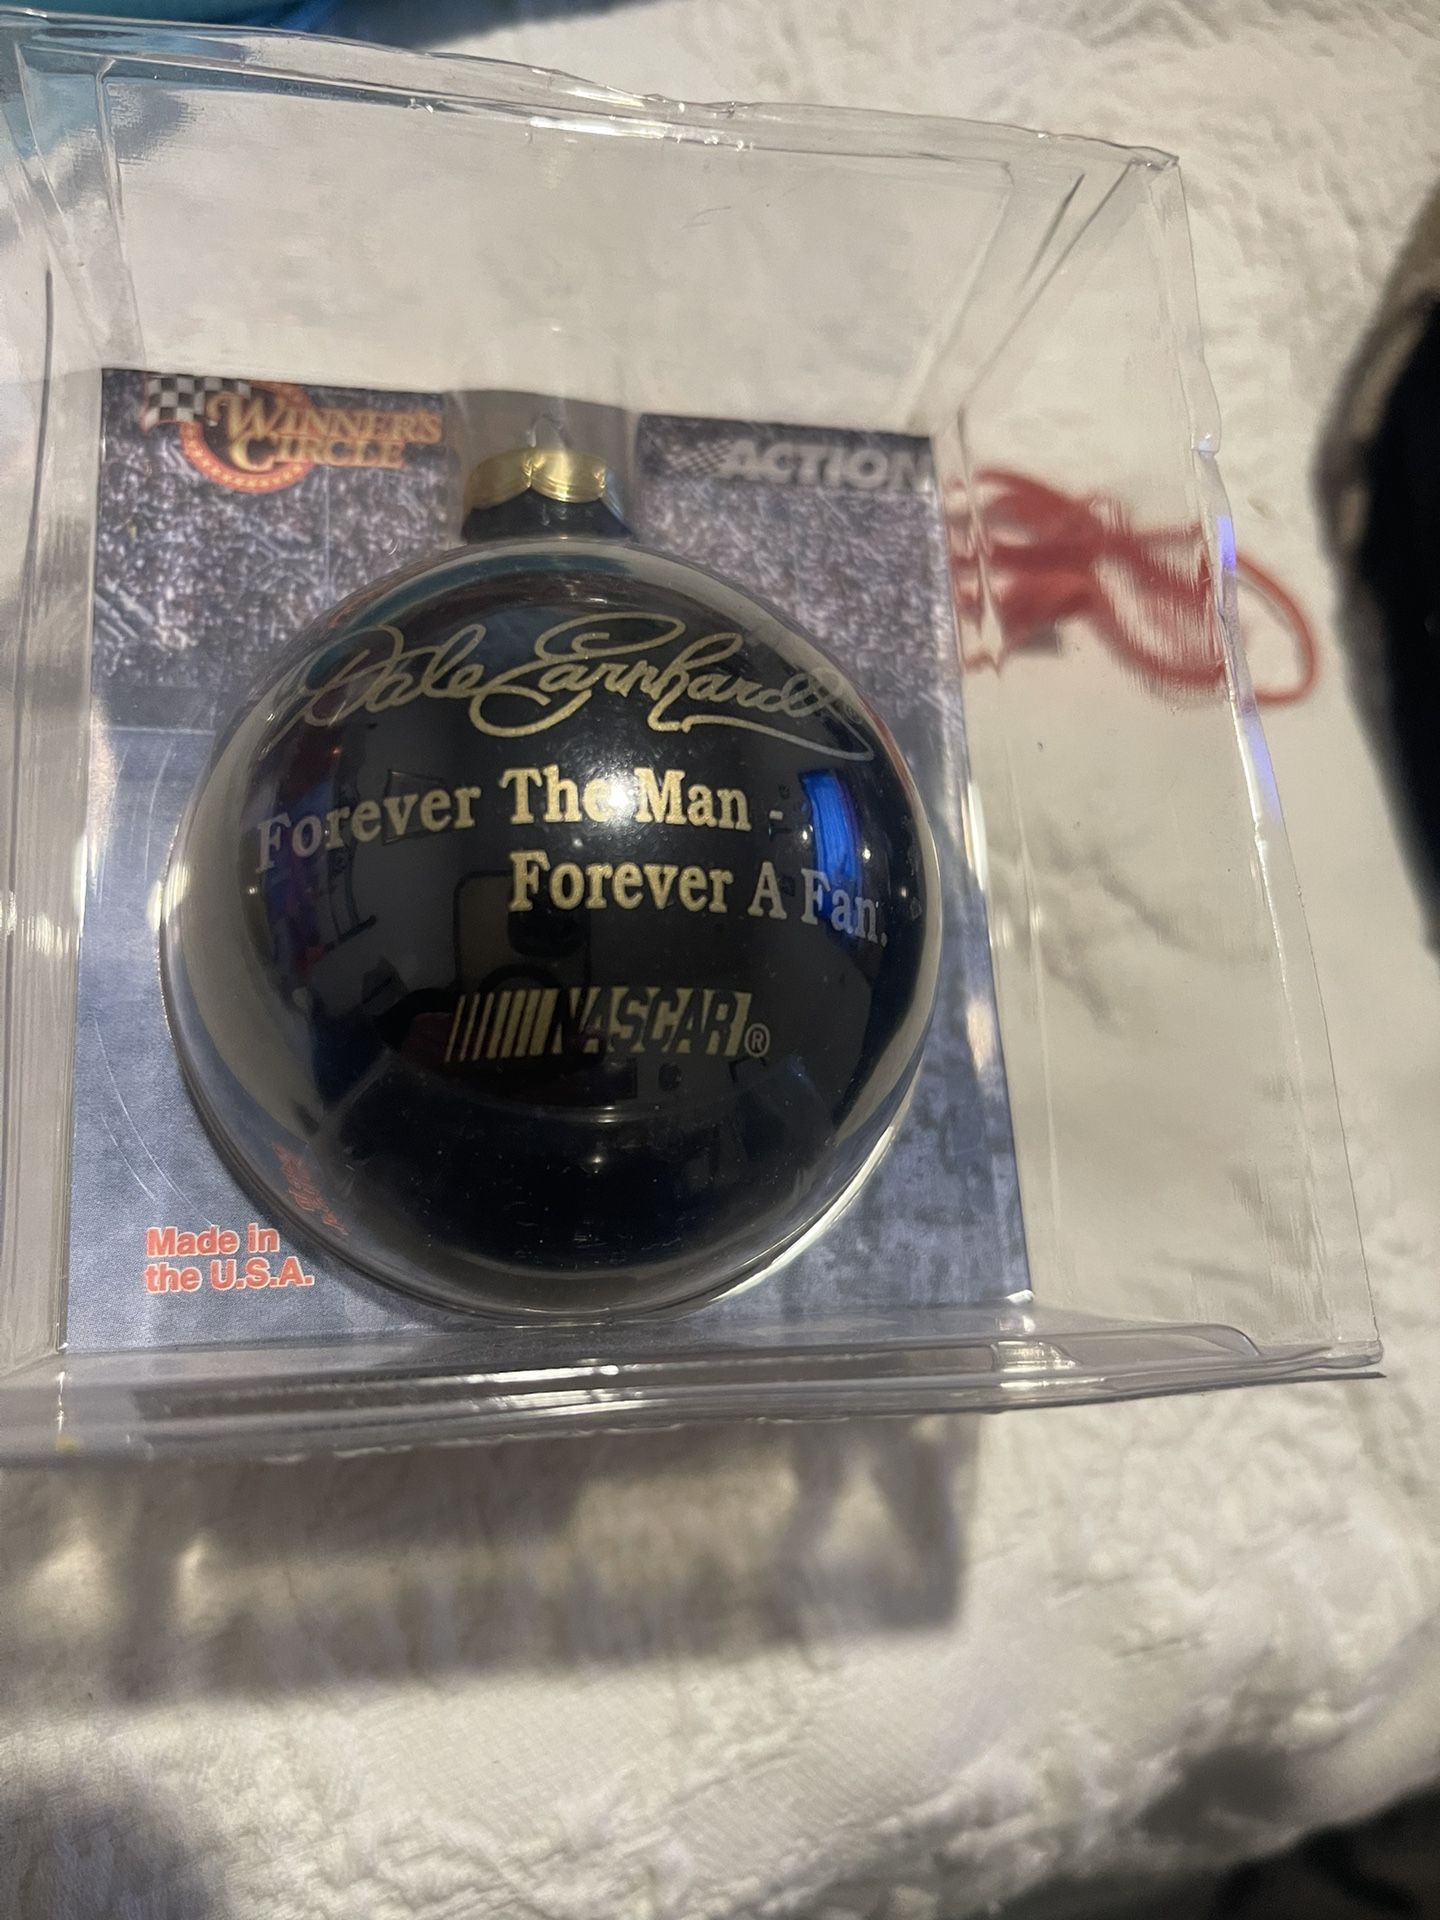 WINNER'S
CIRCLE
ACTION
Dale Earnhardt
Forever The Man -
Forever A Fan.
NASCAR®
Made in
the U.S.A.